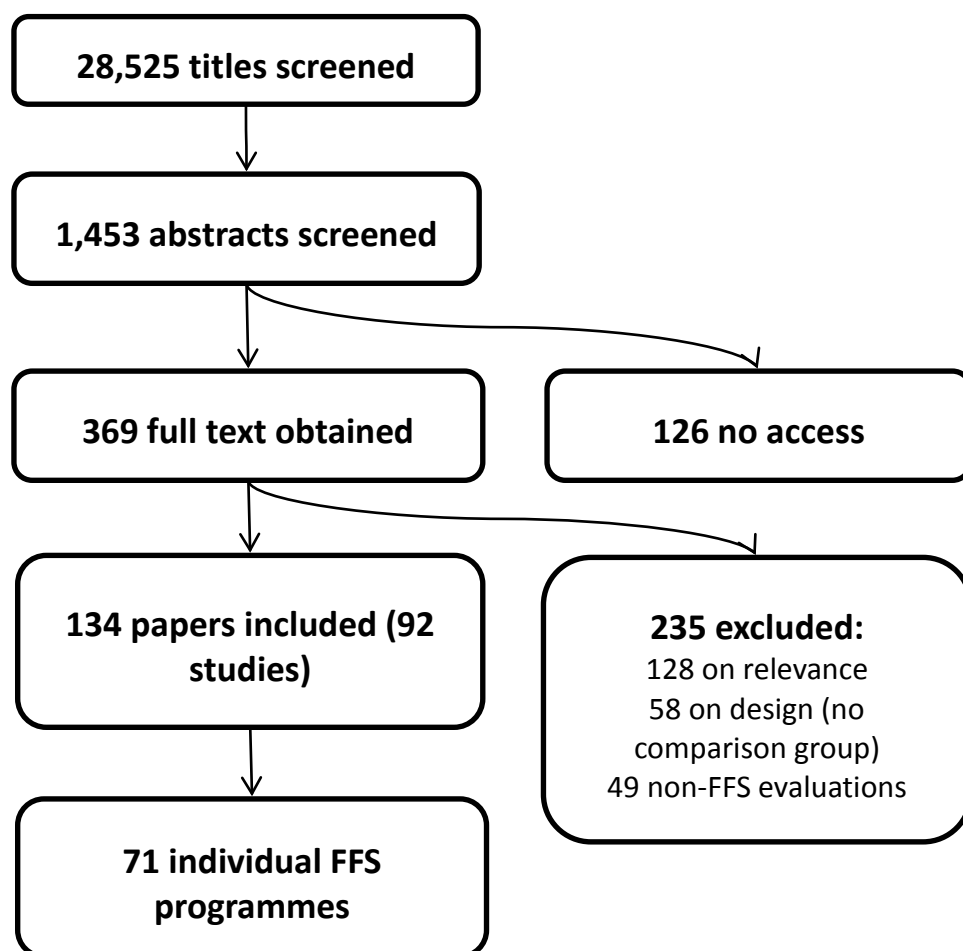 28,525 titles screened
1,453 abstracts screened
369 full text obtained
126 no access
134 papers included (92
studies)
235 excluded:
128 on relevance
58 on design (no
comparison group)
49 non-FFS evaluations
71 individual FFS
programmes